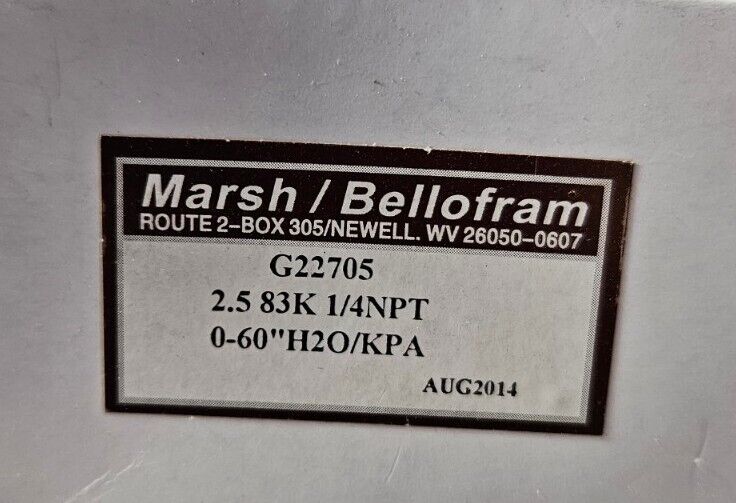 Marsh / Bellofram
ROUTE 2-BOX 305/NEWELL. WV 26050-0607
G22705
2.5 83K 1/4NPT
0-60"H2O/KPA
AUG2014